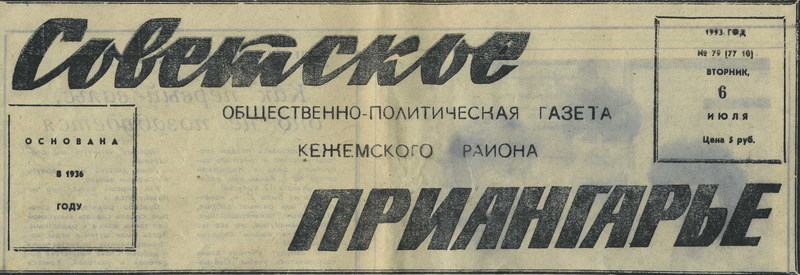 Советское
ОБЩЕСТВЕННО-ПОЛИТИЧЕСКАЯ ГАЗЕТА
КЕЖЕМСКОГО РАЙОНА
ПРИАНГАРЬЕ
ОСНОВАНА
В 1936
ГОДУ
1993 ГОД
№ 79 (77 10)
ВТОРНИК,
6
ИЮЛЯ
Цена 5 руб.